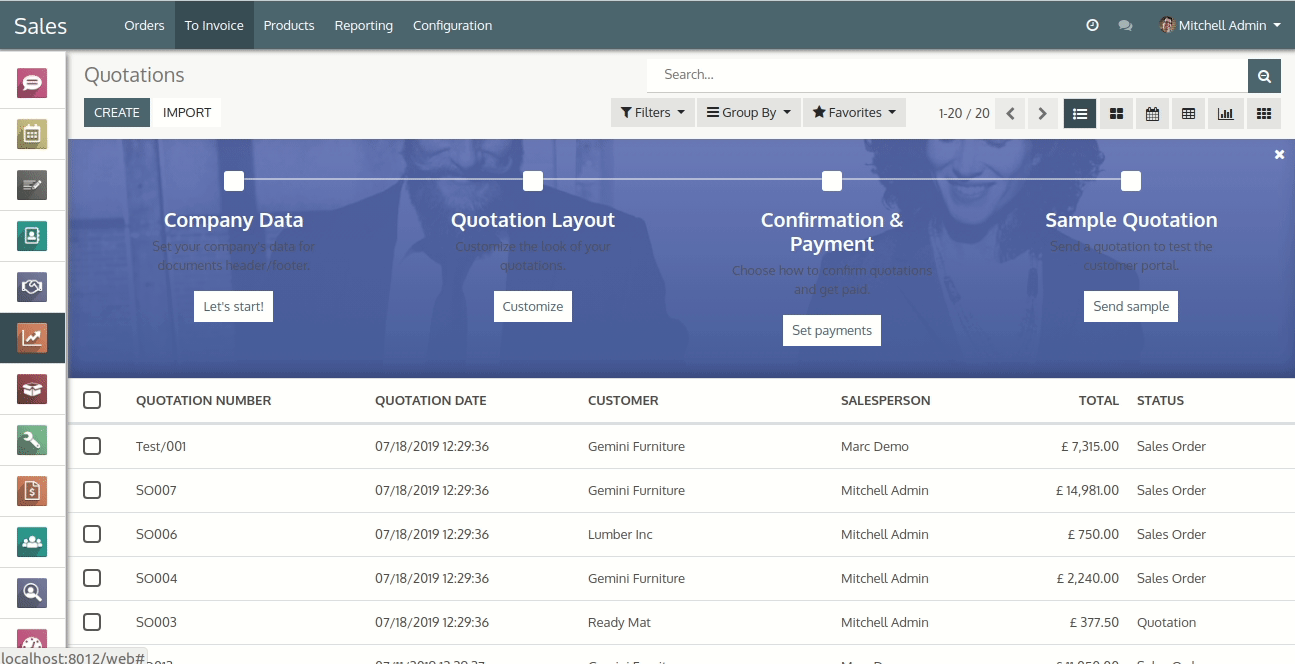 Sales Orders To Invoice Products Reporting Configuration Mitchell Admin
Quotations Search...
CREATE IMPORT Filters Group By Favorites 1-20 / 20
Company Data Quotation Layout Confirmation & Payment Sample Quotation
Set your company's data for documents header/footer. Customize the look of your quotations. Choose how to confirm quotations and get paid. Send a quotation to test the customer portal.
Let's start! Customize Set payments Send sample
QUOTATION NUMBER QUOTATION DATE CUSTOMER SALESPERSON TOTAL STATUS
Test/001 07/18/2019 12:29:36 Gemini Furniture Marc Demo £ 7,315.00 Sales Order
SO007 07/18/2019 12:29:36 Gemini Furniture Mitchell Admin £ 14,981.00 Sales Order
SO006 07/18/2019 12:29:36 Lumber Inc Mitchell Admin £ 750.00 Sales Order
SO004 07/18/2019 12:29:36 Gemini Furniture Mitchell Admin £ 2,240.00 Sales Order
SO003 07/18/2019 12:29:36 Ready Mat Mitchell Admin £ 377.50 Quotation
localhost:8012/web#